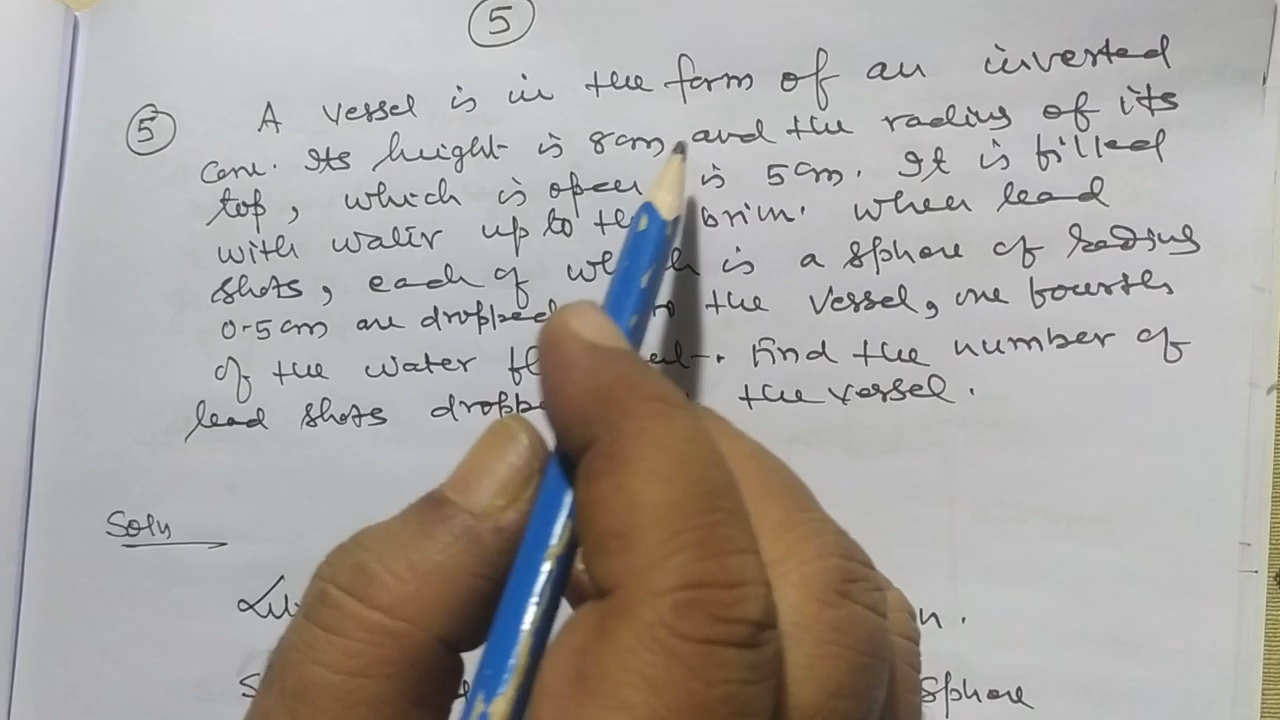 5
5 A vessel is in the form of an inverted
cone. Its height is 8cm and the radius of its
top, which is open is 5cm. It is filled
with water up to the brim. When lead
shots, each of which is a sphere of radius
0.5cm are dropped to the vessel, one fourth
of the water . Find the number of
lead shots dropped the vessel.
Soln
n.
Sphere